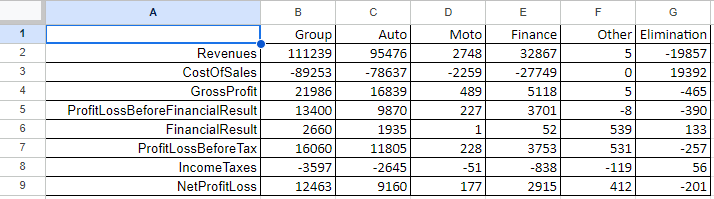 A B C D E F G
1 Group Auto Moto Finance Other Elimination
2 Revenues 111239 95476 2748 32867 5 -19857
3 CostOfSales -89253 -78637 -2259 -27749 0 19392
4 GrossProfit 21986 16839 489 5118 5 -465
5 ProfitLossBeforeFinancialResult 13400 9870 227 3701 -8 -390
6 FinancialResult 2660 1935 1 52 539 133
7 ProfitLossBeforeTax 16060 11805 228 3753 531 -257
8 IncomeTaxes -3597 -2645 -51 -838 -119 56
9 NetProfitLoss 12463 9160 177 2915 412 -201